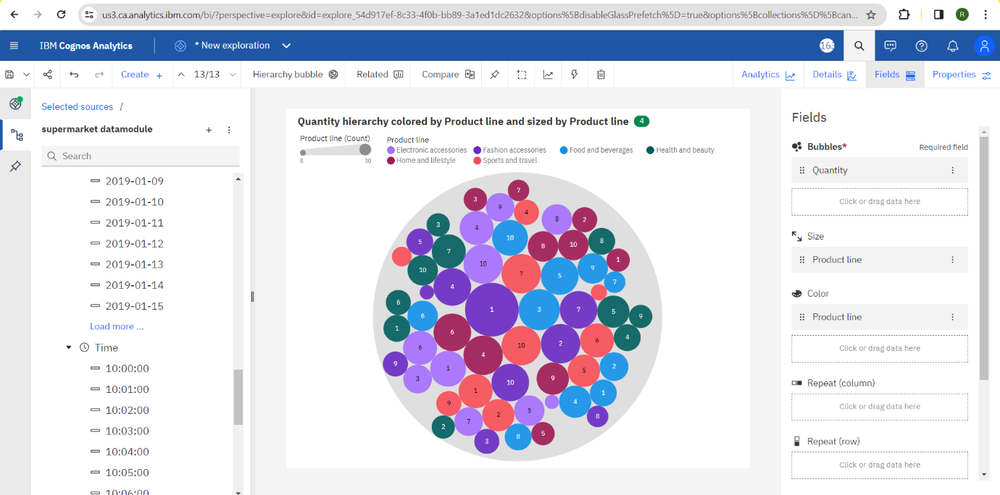 us3.ca.analytics.ibm.com/bi/?perspective=explore&id=explore_54d917ef-8c33-4f0b-bb89-3a1ed1dc2632&options%5BdisableGlassPrefetch%5D=true&options%5Bcollections%5D%5Bcan...
R
IBM Cognos Analytics
* New exploration
163
Create +
13/13
Hierarchy bubble
Related
Compare
Analytics
Details
Fields
Properties
Selected sources /
supermarket datamodule
Search
2019-01-09
2019-01-10
2019-01-11
2019-01-12
2019-01-13
2019-01-14
2019-01-15
Load more ...
Time
10:00:00
10:01:00
10:02:00
10:03:00
10:04:00
10:05:00
10:06:00
Quantity hierarchy colored by Product line and sized by Product line 4
Product line (Count)
8 30
Product line
Electronic accessories Fashion accessories Food and beverages Health and beauty
Home and lifestyle Sports and travel
7
3
9
4
8
2
3
4
10
5
8
10
8
7
1
10
7
5
9
10
7
4
6
1
3
7
5
9
6
1
6
10
2
6
4
6
4
9
3
1
10
9
5
2
1
1
9
4
8
2
7
2
5
3
8
5
Fields
Bubbles* Required field
Quantity
Click or drag data here
Size
Product line
Color
Product line
Click or drag data here
Repeat (column)
Click or drag data here
Repeat (row)
Click or drag data here